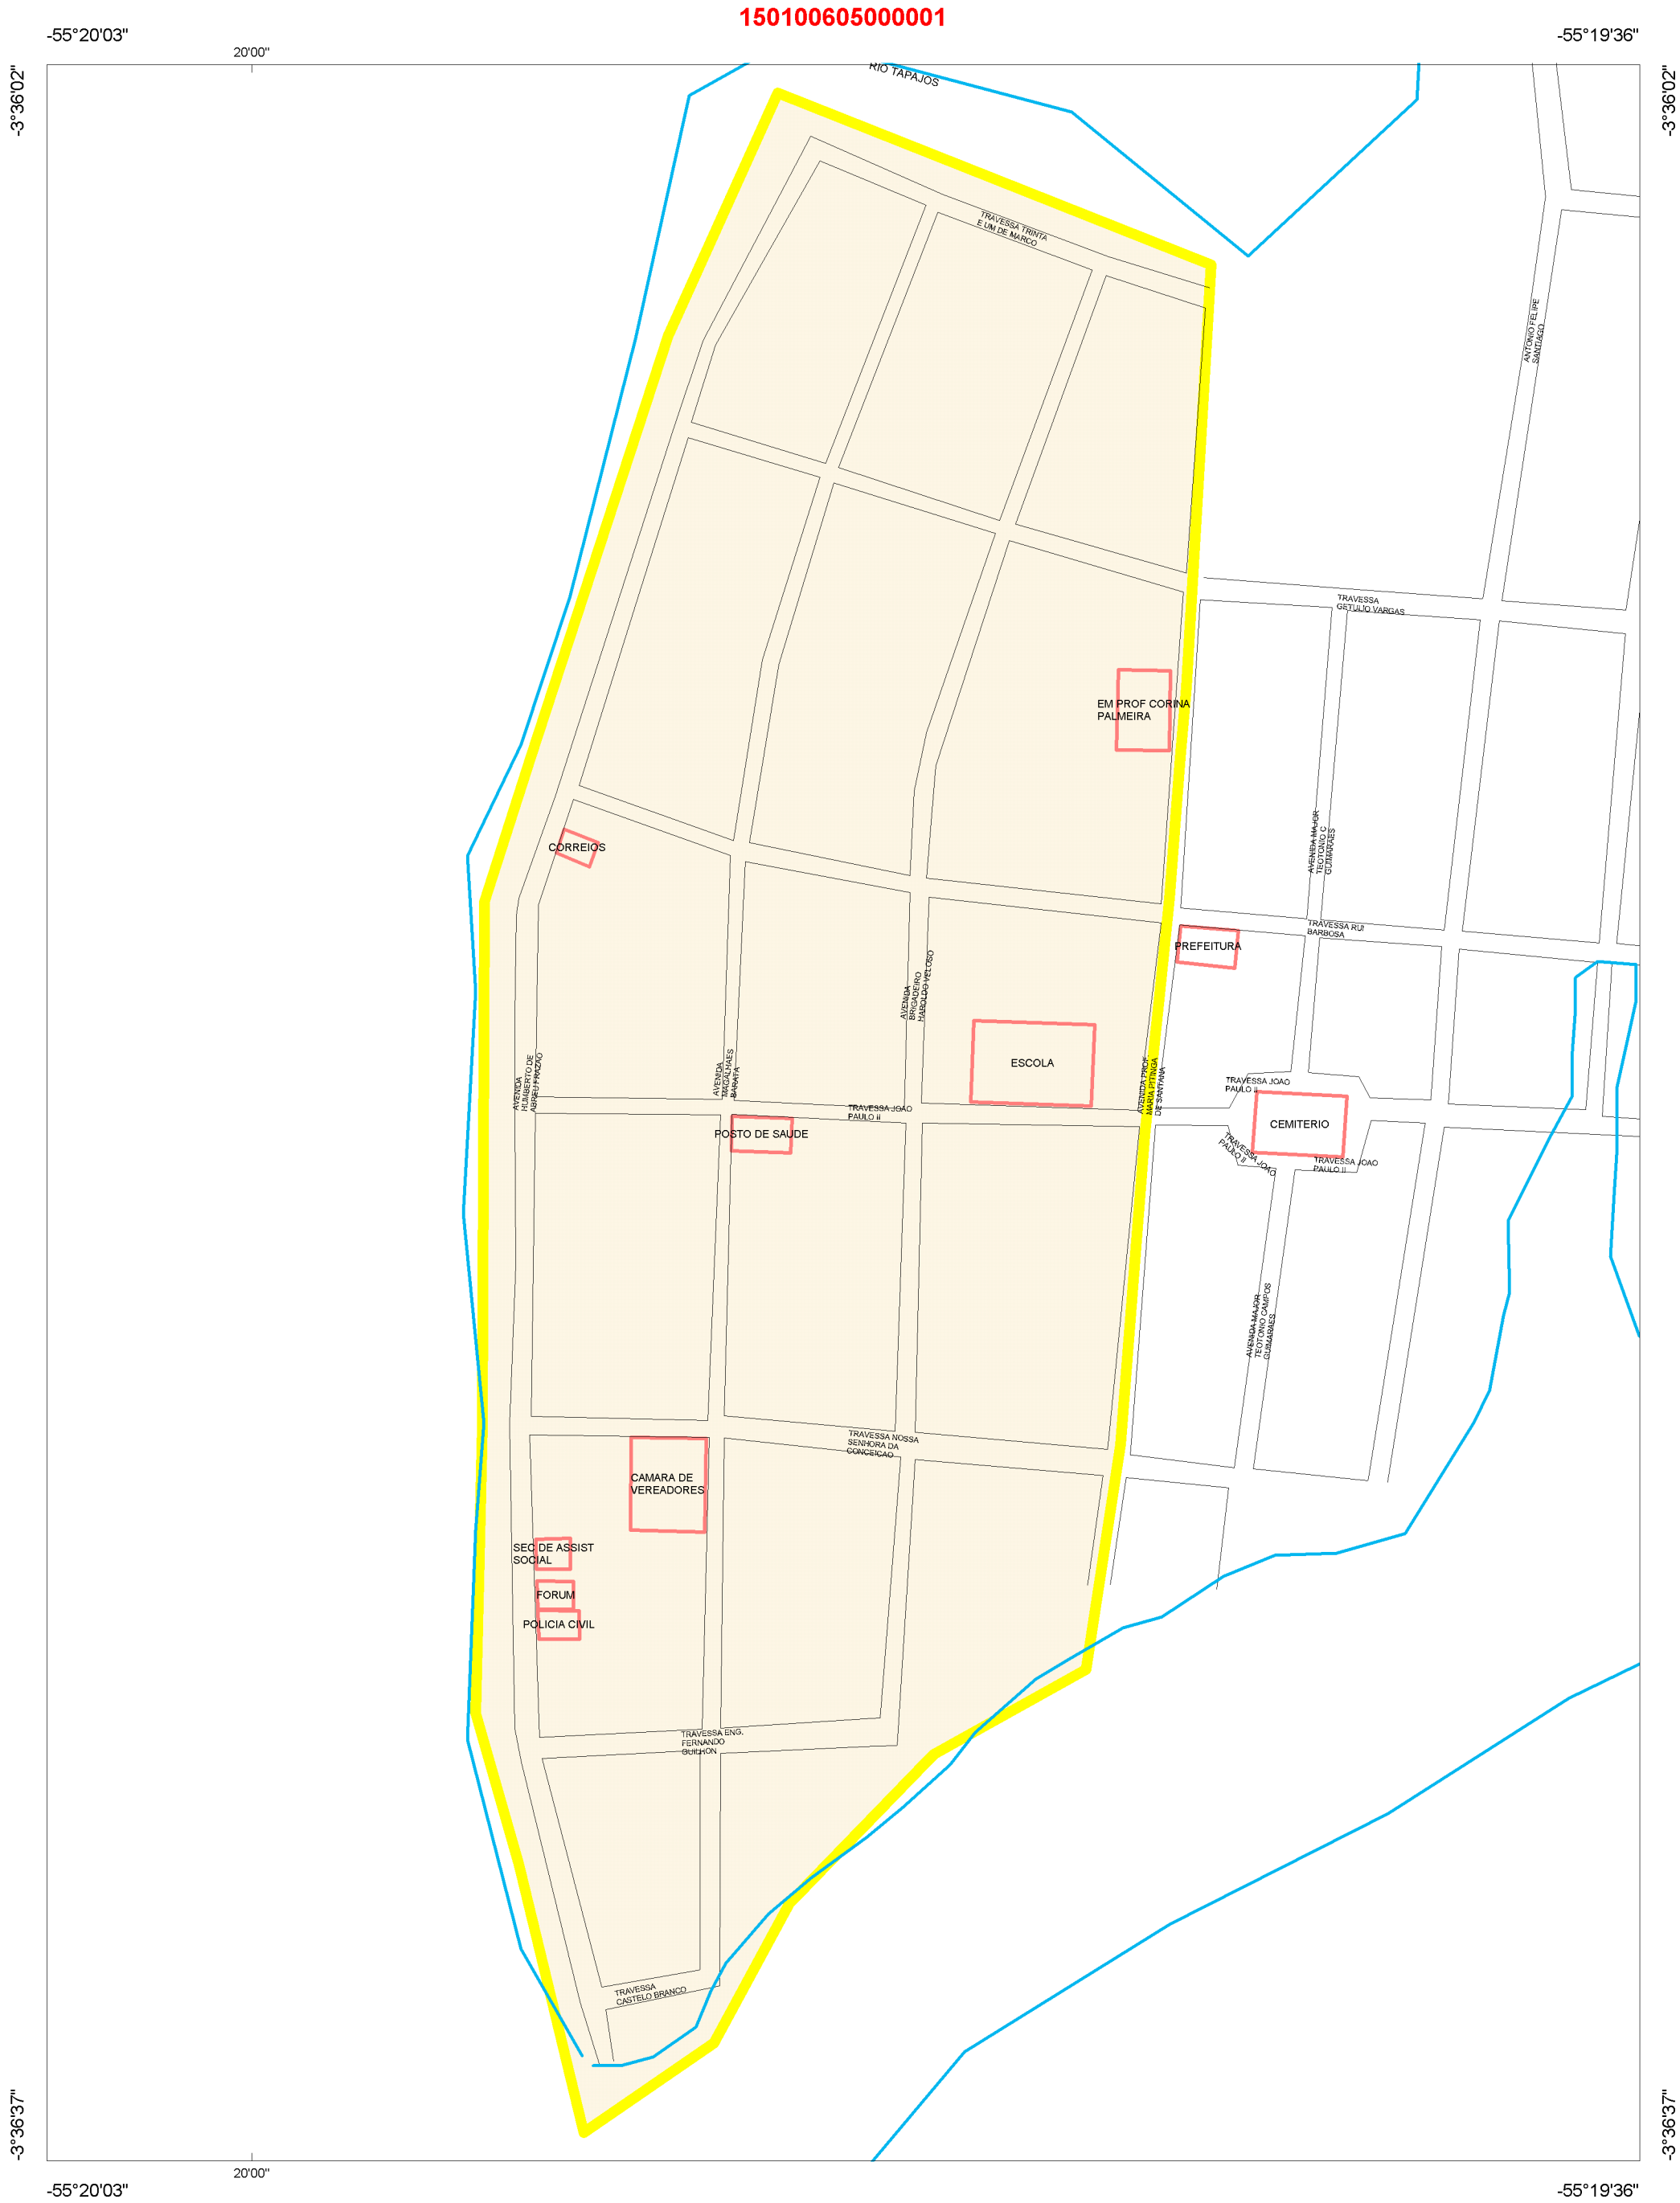 150100605000001
-55°20'03"
-55°19'36"
20'00"
-3°36'02"
-3°36'02"
RIO TAPAJOS
TRAVESSA TRINTA
E UM DE MARCO
ANTONIO FELIPE
SANTIAGO
TRAVESSA
GETULIO VARGAS
EM PROF CORINA
PALMEIRA
AVENIDA MAJOR
TEOTONIO C
GUIMARAES
CORREIOS
TRAVESSA RUI
BARBOSA
PREFEITURA
AVENIDA
BRIGADEIRO
HAROLDO VELOSO
ESCOLA
AVENIDA
HUMBERTO DE
ABREU FRAZAO
AVENIDA
MAGALHAES
BARATA
AVENIDA PROF.
MARIA PITINGA
DE SANTANA
TRAVESSA JOAO
PAULO II
TRAVESSA JOAO
PAULO II
CEMITERIO
POSTO DE SAUDE
TRAVESSA JOAO
PAULO II
TRAVESSA JOAO
PAULO II
AVENIDA MAJOR
TEOTONIO CAMPOS
GUIMARAES
TRAVESSA NOSSA
SENHORA DA
CONCEICAO
CAMARA DE
VEREADORES
SEC DE ASSIST
SOCIAL
FORUM
POLICIA CIVIL
TRAVESSA ENG.
FERNANDO
GUILHON
TRAVESSA
CASTELO BRANCO
-3°36'37"
-3°36'37"
20'00"
-55°20'03"
-55°19'36"